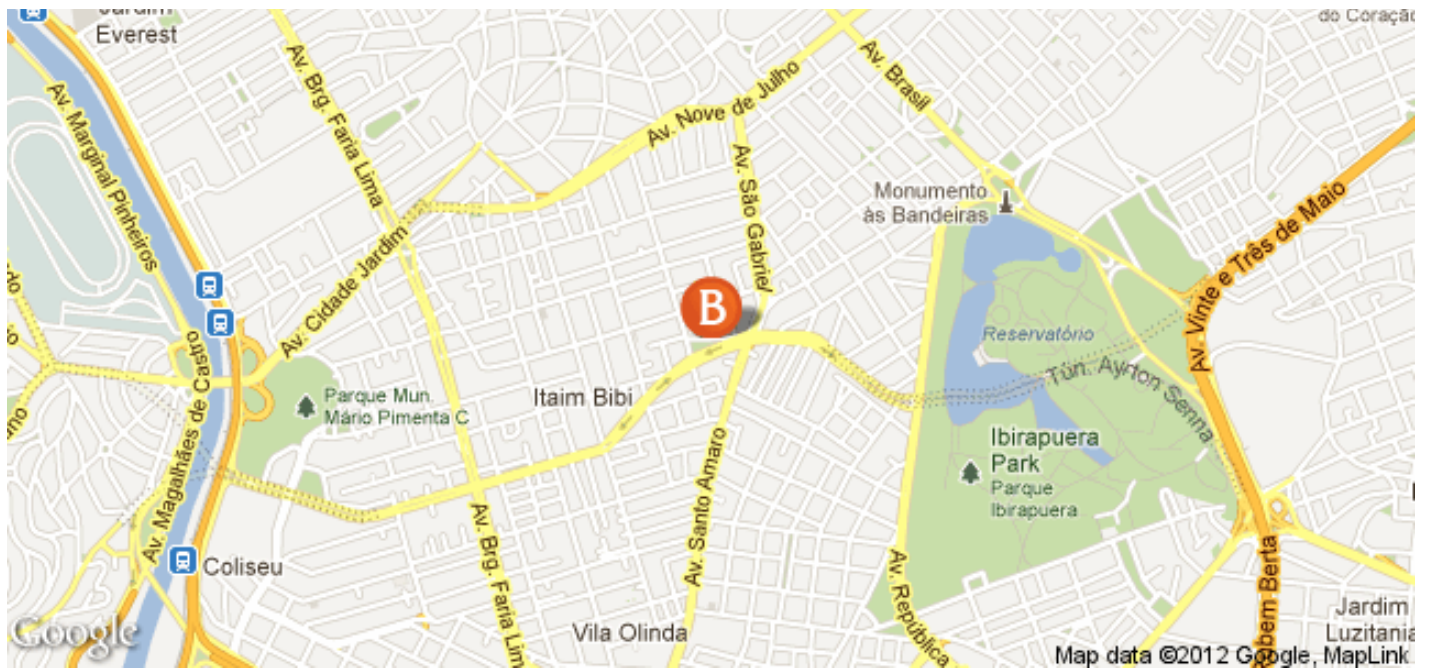 Jardim
Everest
do Coração
Av. Brg. Faria Lima
Av. Brasil
Av. Nove de Julho
Av. Marginal Pinheiros
Av. São Gabriel
Monumento
às Bandeiras
Av. Vinte e Três de Maio
Av. Cidade Jardim
B
Reservatório
Tún. Ayrton Senna
Parque Mun.
Mário Pimenta C
Itaim Bibi
Av. Magalhães de Castro
Ibirapuera
Park
Parque
Ibirapuera
Av. Santo Amaro
Av. Brg. Faria Lim
Coliseu
Av. República
Vila Olinda
Jardim
Luzitania
obem Berta
Google
Map data ©2012 Google, MapLink